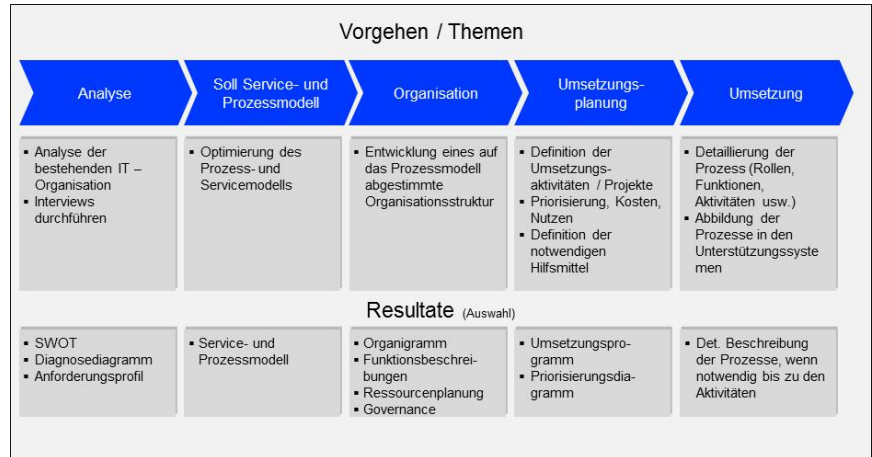 Vorgehen / Themen
Analyse
Soll Service- und
Prozessmodell
Organisation
Umsetzungs-
planung
Umsetzung
▪ Analyse der
bestehenden IT –
Organisation
▪ Interviews
durchführen
▪ Optimierung des
Prozess- und
Servicemodells
▪ Entwicklung eines auf
das Prozessmodell
abgestimmte
Organisationsstruktur
▪ Definition der
Umsetzungs-
aktivitäten / Projekte
▪ Priorisierung, Kosten,
Nutzen
▪ Definition der
notwendigen
Hilfsmittel
▪ Detaillierung der
Prozess (Rollen,
Funktionen,
Aktivitäten usw.)
▪ Abbildung der
Prozesse in den
Unterstützungssyste
men
Resultate (Auswahl)
▪ SWOT
▪ Diagnosediagramm
▪ Anforderungsprofil
▪ Service- und
Prozessmodell
▪ Organigramm
▪ Funktionsbeschrei-
bungen
▪ Ressourcenplanung
▪ Governance
▪ Umsetzungspro-
gramm
▪ Priorisierungsdia-
gramm
▪ Det. Beschreibung
der Prozesse, wenn
notwendig bis zu den
Aktivitäten